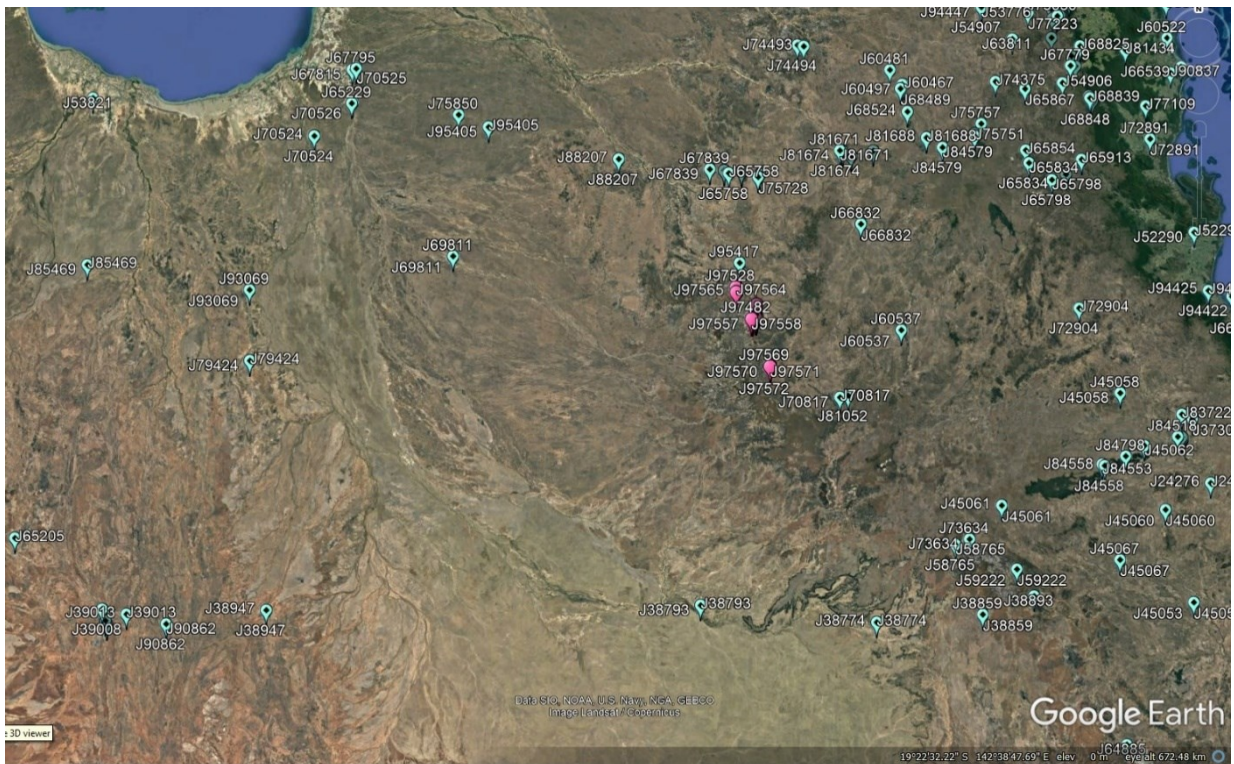 J94447
J53776
J54907
J77223
J60522
J63811
J68825
J81434
J67779
J74493
J74494
J67795
J67815
J70525
J65229
J60481
J66539
J90837
J53821
J70526
J75850
J60467
J60497
J68489
J74375
J54906
J65867
J68839
J68524
J68848
J77109
J95405
J95405
J70524
J70524
J75757
J75751
J72891
J72891
J81671
J81688
J81688
J81674
J81671
J81674
J84579
J84579
J65854
J65834
J65913
J88207
J88207
J67839
J67839
J65758
J65758
J75728
J65834
J65798
J65798
J66832
J66832
J52290
J69811
J69811
J95417
J85469
J85469
J93069
J93069
J97528
J97565
J97564
J97482
J97557
J97558
J94425
J94422
J72904
J72904
J60537
J60537
J79424
J79424
J97569
J97570
J97571
J97572
J70817
J70817
J81052
J45058
J45058
J83722
J84518
J84798
J45062
J84558
J84553
J84558
J24276
J45061
J45061
J45060
J45060
J65205
J73634
J73634
J58765
J58765
J59222
J59222
J45067
J45067
J39013
J39013
J39008
J90862
J90862
J38947
J38947
J38793
J38793
J38774
J38774
J38893
J38859
J38859
J45053
Data SIO, NOAA, U.S. Navy, NGA, GEBCO
Image Landsat / Copernicus
Google Earth
e 3D viewer
J64885
19°22'32.22" S 142°38'47.69" E elev 0 m eye alt 672.48 km